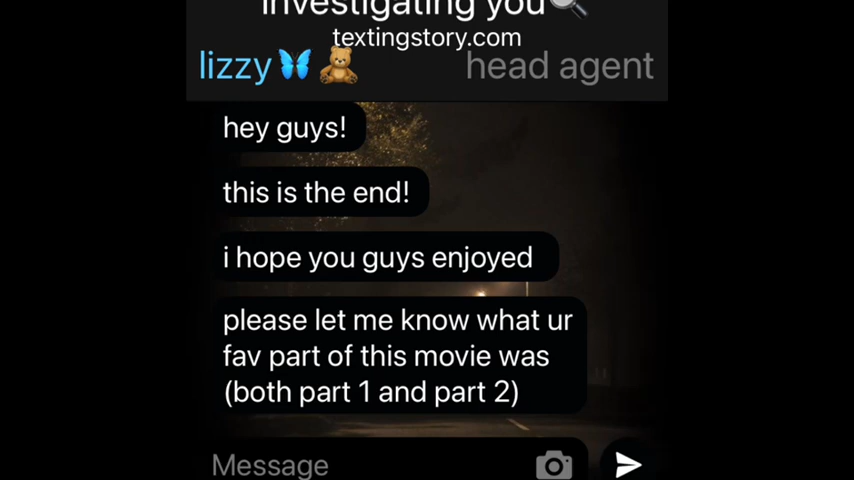 investigating you🔍
textingstory.com
lizzy🦋🧸 head agent
hey guys!
this is the end!
i hope you guys enjoyed
please let me know what ur
fav part of this movie was
(both part 1 and part 2)
Message